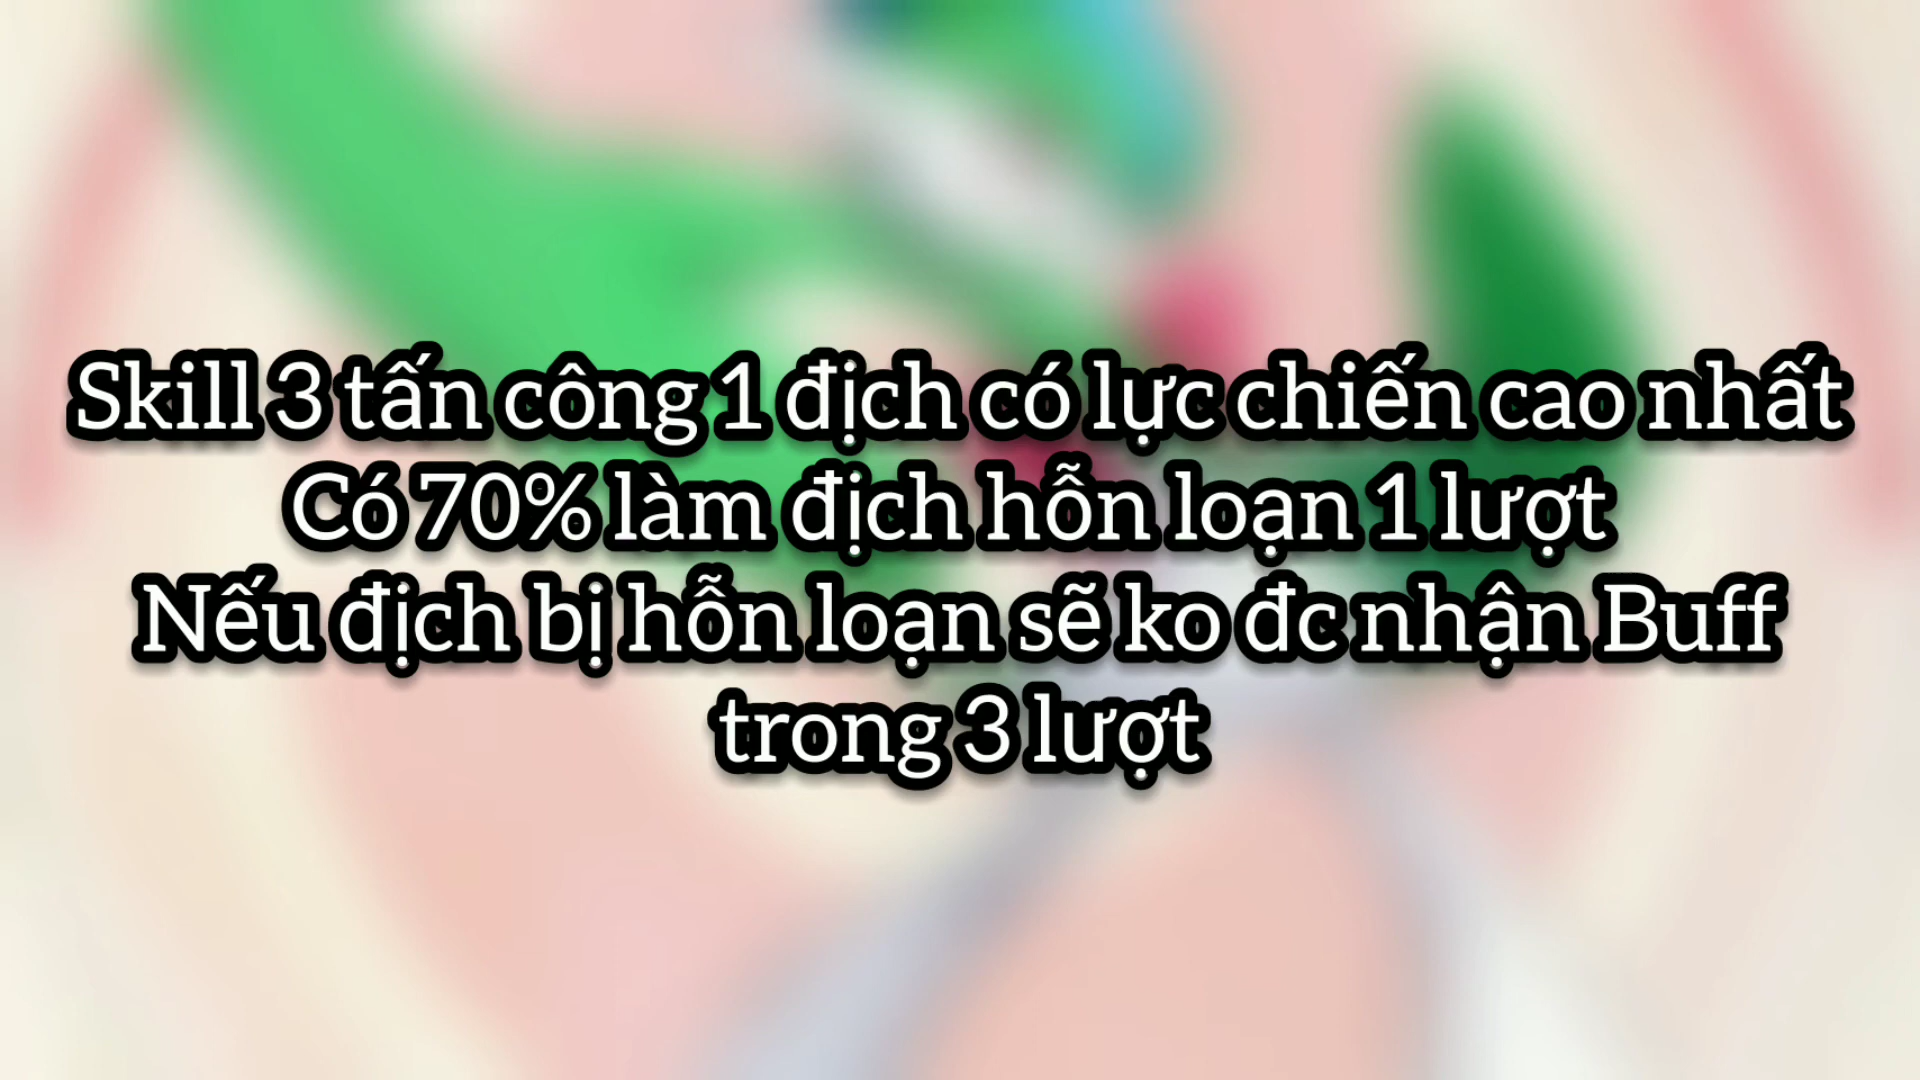 Skill 3 tấn công 1 địch có lực chiến cao nhất
Có 70% làm địch hỗn loạn 1 lượt
Nếu địch bị hỗn loạn sẽ ko đc nhận Buff
trong 3 lượt